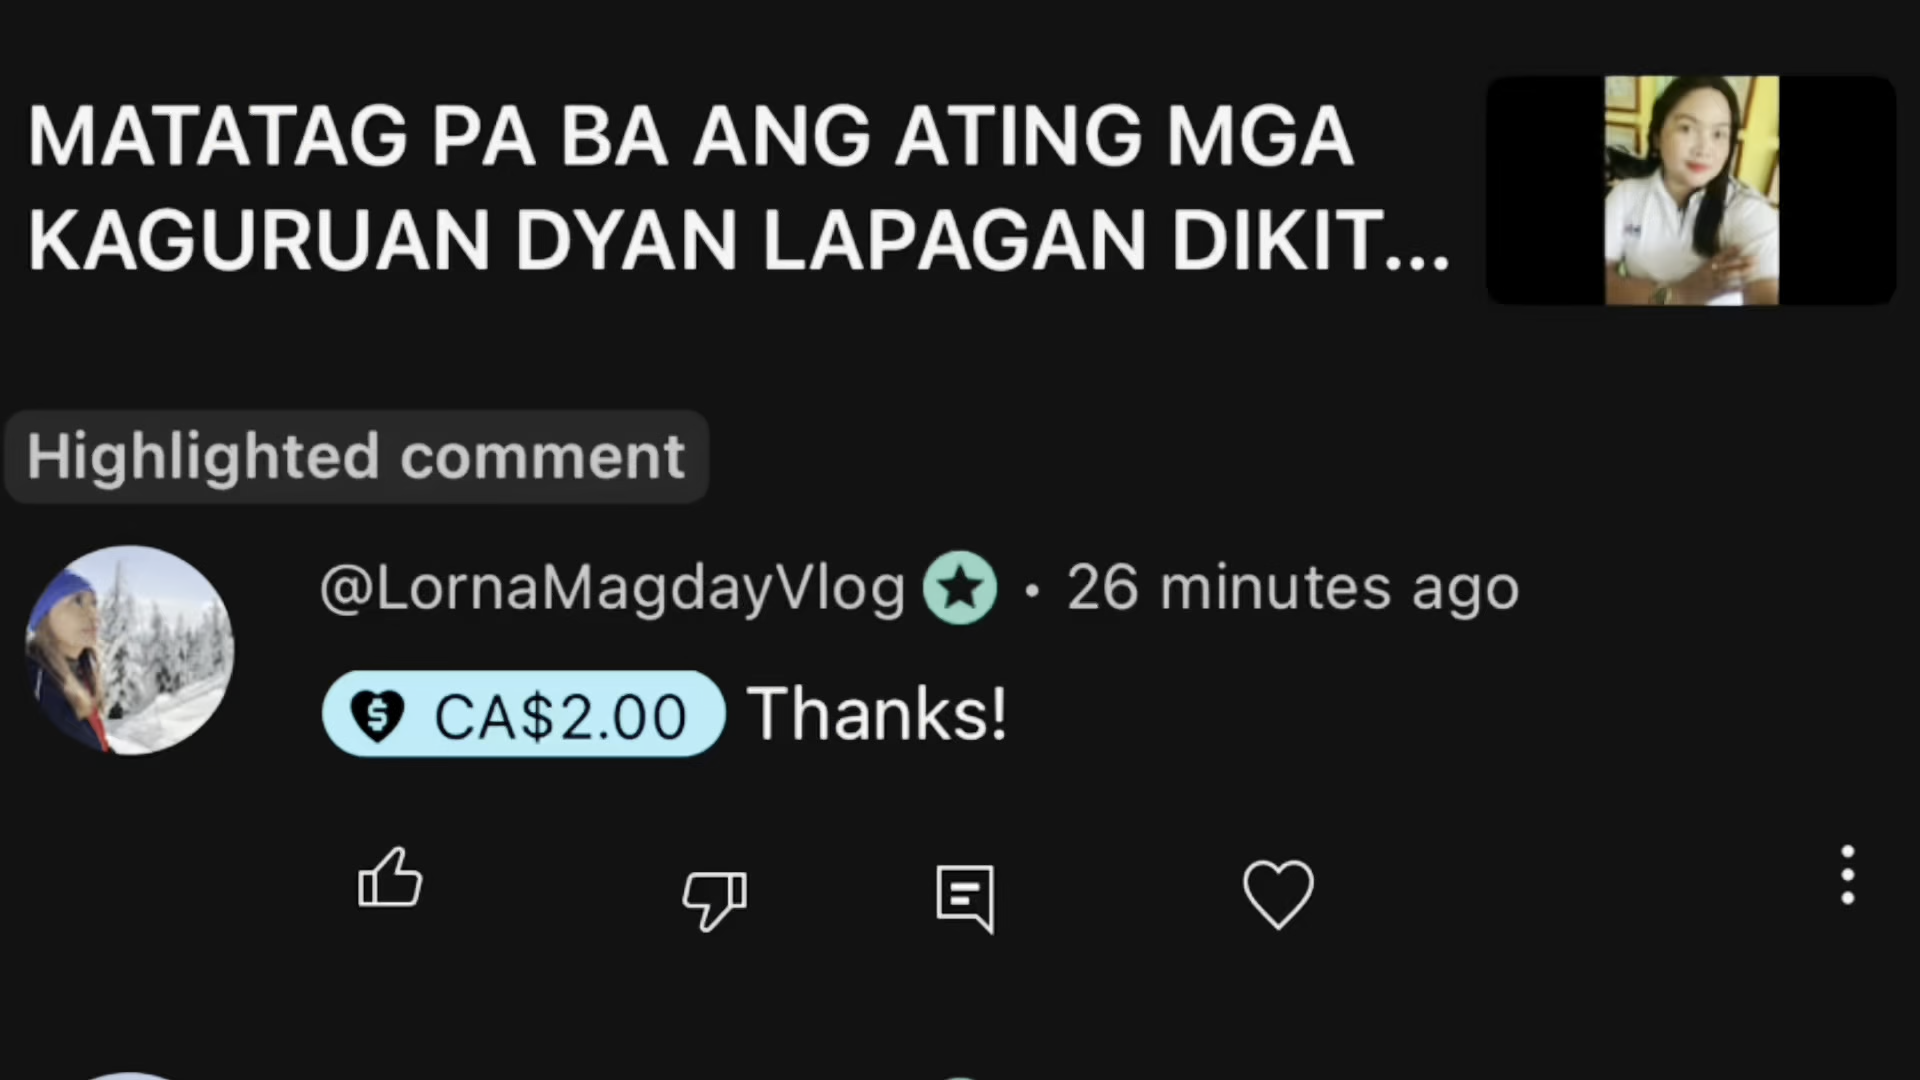 MATATAG PA BA ANG ATING MGA
KAGURUAN DYAN LAPAGAN DIKIT...
Highlighted comment
@LornaMagdayVlog • 26 minutes ago
CA$2.00 Thanks!